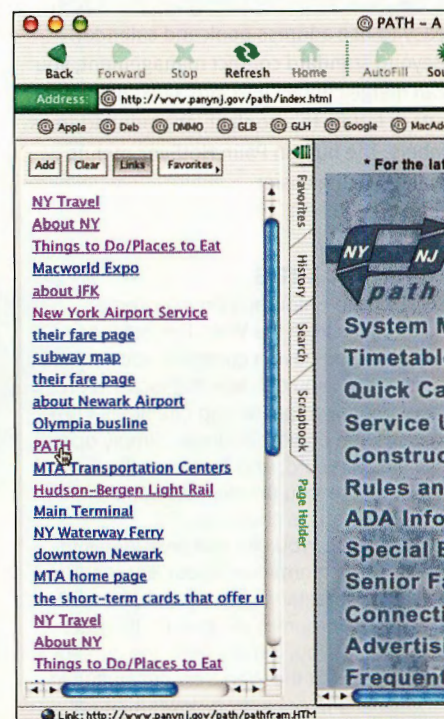 PATH - A
Back Forward Stop Refresh Home AutoFill
Address: http://www.panynj.gov/path/index.html
Apple Deb DMMO GLB GLH Google
Add Clear Links Favorites
* For the
NY Travel
About NY
Things to Do/Places to Eat
Macworld Expo
about JFK
New York Airport Service
their fare page
subway map
their fare page
about Newark Airport
Olympia busline
PATH
MTA Transportation Centers
Hudson-Bergen Light Rail
Main Terminal
NY Waterway Ferry
downtown Newark
MTA home page
the short-term cards that offer u
NY Travel
About NY
Things to Do/Places to Eat
Favorites
History
Search
Scrapbook
Page Holder
NY NJ
path
System M
Timetabl
Quick Ca
Service U
Construc
Rules an
ADA Info
Special E
Senior F
Connecti
Advertis
Frequent
Link: http://www.panynj.gov/path/pathfram.HTM